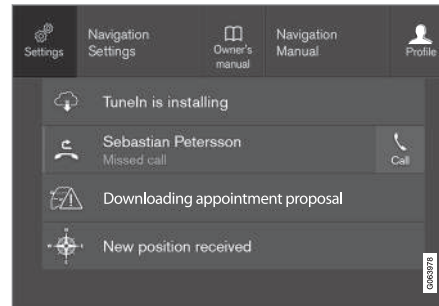 Settings
Navigation
Settings
Owner's
manual
Navigation
Manual
Profile
TuneIn is installing
Sebastian Petersson
Missed call
Call
Downloading appointment proposal
New position received
G063978